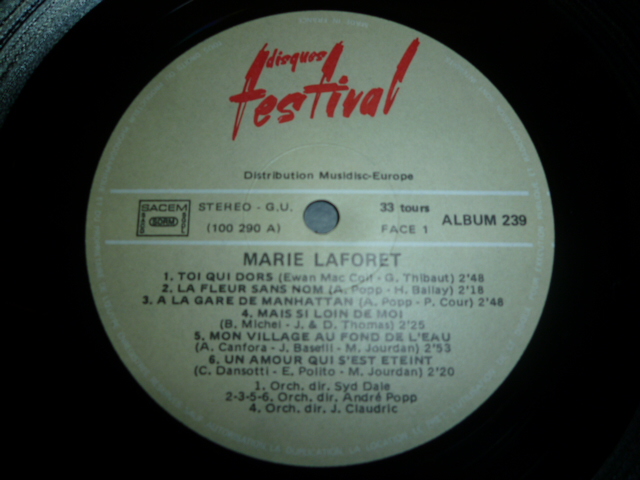 disques
festival
Distribution Musidisc-Europe
SACEM
SDRM
STEREO - G.U.
(100 290 A)
33 tours
FACE 1
ALBUM 239
MARIE LAFORET
1. TOI QUI DORS (Ewan Mac Coll - G. Thibaut) 2'48
2. LA FLEUR SANS NOM (A. Popp - H. Ballay) 2'18
3. A LA GARE DE MANHATTAN (A. Popp - P. Cour) 2'48
4. MAIS SI LOIN DE MOI
(B. Michel - J. & D. Thomas) 2'25
5. MON VILLAGE AU FOND DE L'EAU
(A. Canfora - J. Baselli - M. Jourdan) 2'53
6. UN AMOUR QUI S'EST ETEINT
(C. Dansotti - E. Polito - M. Jourdan) 2'20
1. Orch. dir. Syd Dale
2-3-5-6. Orch. dir. André Popp
4. Orch. dir. J. Claudric